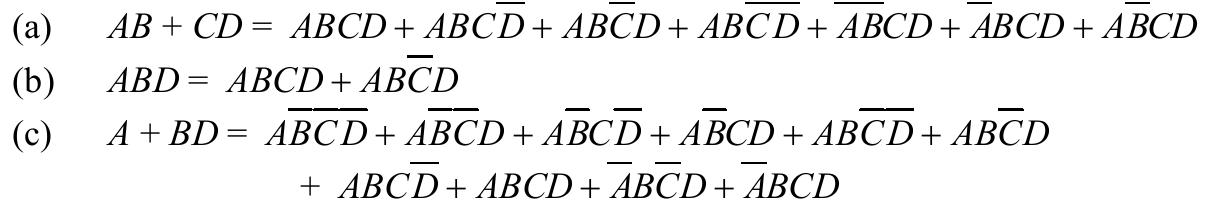 (a) AB + CD = ABCD + ABCD̅ + ABC̅D + ABC̅D̅ + A̅B̅CD + A̅BCD + AB̅CD
(b) ABD = ABCD + ABC̅D
(c) A + BD = AB̅C̅D̅ + AB̅C̅D + AB̅CD̅ + AB̅CD + ABC̅D̅ + ABC̅D
+ ABCD̅ + ABCD + A̅BC̅D + A̅BCD